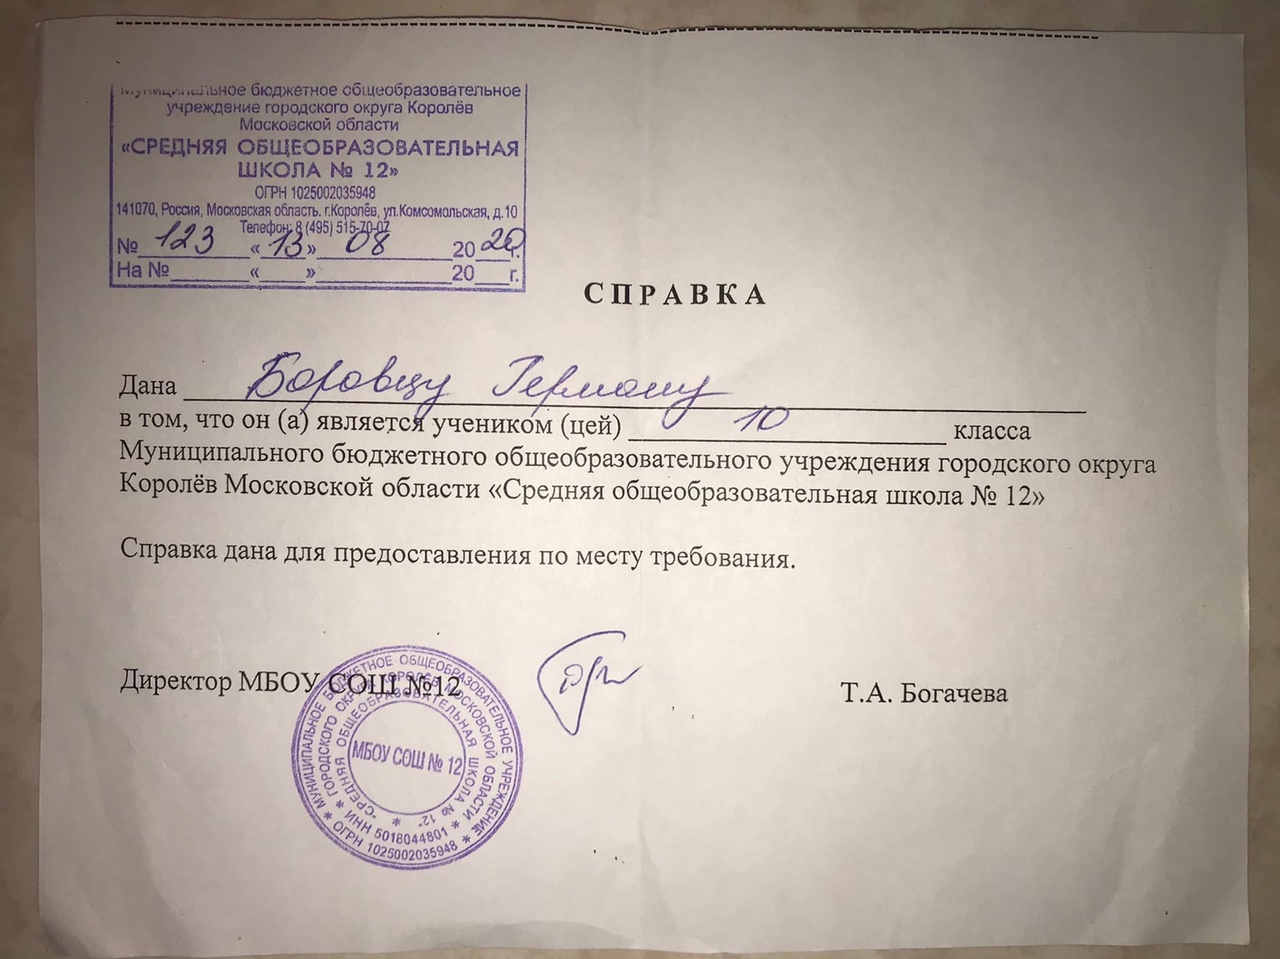 Муниципальное бюджетное общеобразовательное
учреждение городского округа Королёв
Московской области
«СРЕДНЯЯ ОБЩЕОБРАЗОВАТЕЛЬНАЯ
ШКОЛА № 12»
ОГРН 1025002035948
141070, Россия, Московская область. г.Королёв, ул.Комсомольская, д.10
Телефон: 8 (495) 515-70-07
№ 123 «13» 08 2020г.
На №________«____»____________20___г.
СПРАВКА
Дана Боровцу Герману
в том, что он (а) является учеником (цей) 10 класса
Муниципального бюджетного общеобразовательного учреждения городского округа
Королёв Московской области «Средняя общеобразовательная школа № 12»
Справка дана для предоставления по месту требования.
Директор МБОУ СОШ №12 Т.А. Богачева
МУНИЦИПАЛЬНОЕ БЮДЖЕТНОЕ ОБЩЕОБРАЗОВАТЕЛЬНОЕ УЧРЕЖДЕНИЕ
* ОГРН 1025002035948 *
ГОРОДСКОГО ОКРУГА КОРОЛЁВ МОСКОВСКОЙ ОБЛАСТИ
* ИНН 5018044801 *
"СРЕДНЯЯ ОБЩЕОБРАЗОВАТЕЛЬНАЯ ШКОЛА № 12" *
МБОУ СОШ № 12